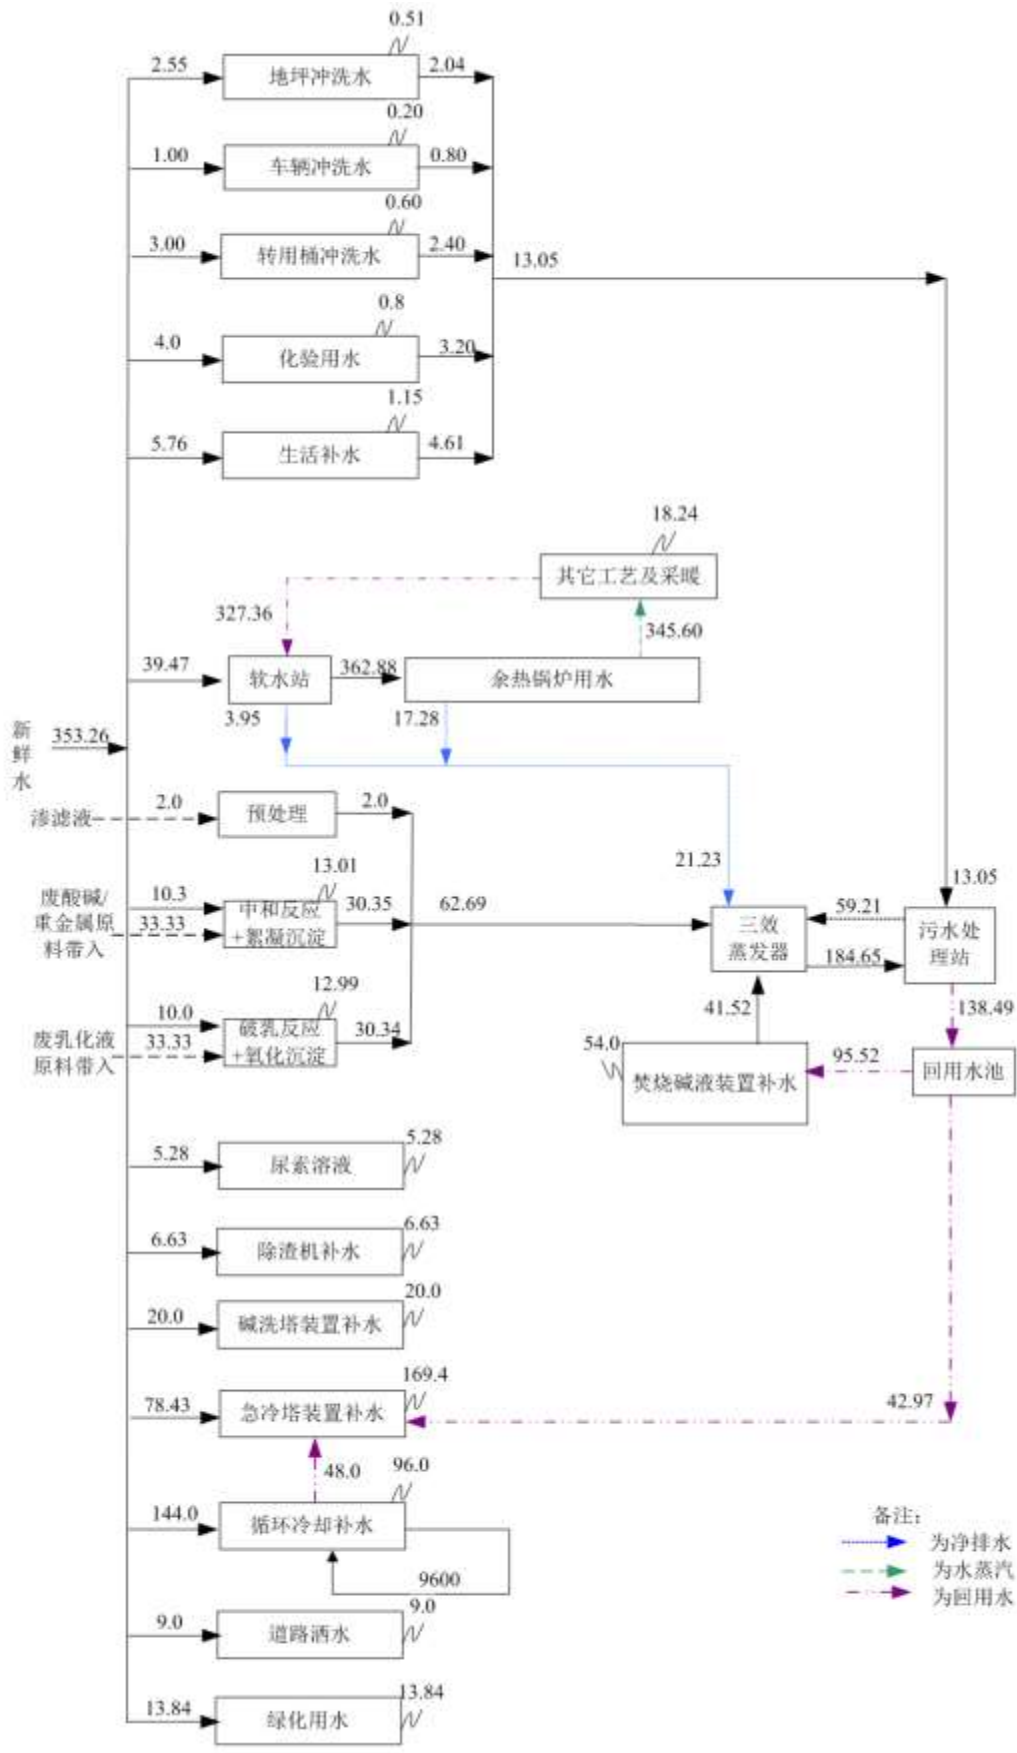 0.51
2.55
地坪冲洗水
2.04
0.20
1.00
车辆冲洗水
0.80
0.60
3.00
转用桶冲洗水
2.40
13.05
0.8
4.0
化验用水
3.20
1.15
5.76
生活补水
4.61
18.24
其它工艺及采暖
327.36
345.60
39.47
软水站
362.88
余热锅炉用水
3.95
17.28
新
鲜
水
353.26
2.0
渗滤液
预处理
2.0
21.23
13.05
13.01
废酸碱/
重金属原
料带入
10.3
33.33
中和反应
+絮凝沉淀
30.35
62.69
三效
蒸发器
59.21
184.65
污水处
理站
12.99
10.0
废乳化液
原料带入
33.33
破乳反应
+氧化沉淀
30.34
41.52
138.49
54.0
焚烧碱液装置补水
95.52
回用水池
5.28
尿素溶液
5.28
6.63
除渣机补水
6.63
20.0
碱洗塔装置补水
20.0
169.4
78.43
急冷塔装置补水
42.97
48.0
96.0
144.0
循环冷却补水
9600
9.0
道路洒水
9.0
13.84
绿化用水
13.84
备注：
为净排水
为水蒸汽
为回用水